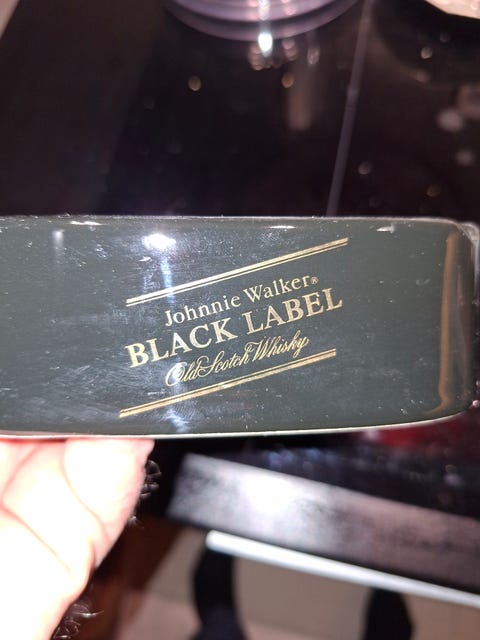 Johnnie Walker®
BLACK LABEL
Old Scotch Whisky